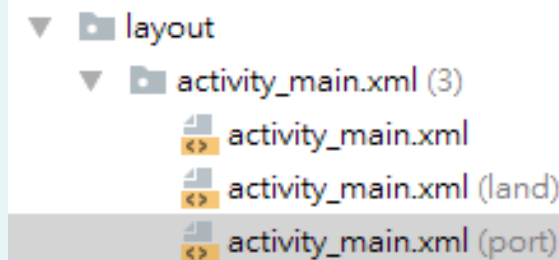 layout
activity_main.xml (3)
activity_main.xml
activity_main.xml (land)
activity_main.xml (port)